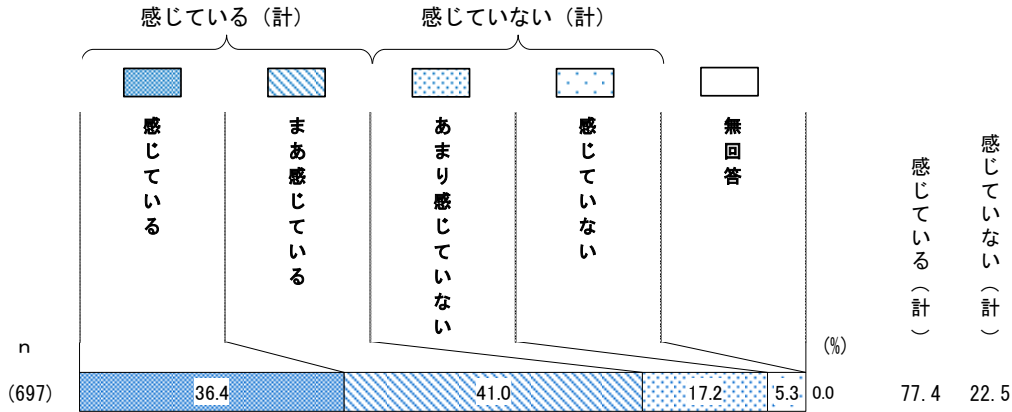 感じている（計）
感じていない（計）
感じている
まあ感じている
あまり感じていない
感じていない
無回答
感じている（計）
感じていない（計）
n
(%)
(697)
36.4
41.0
17.2
5.3
0.0
77.4
22.5